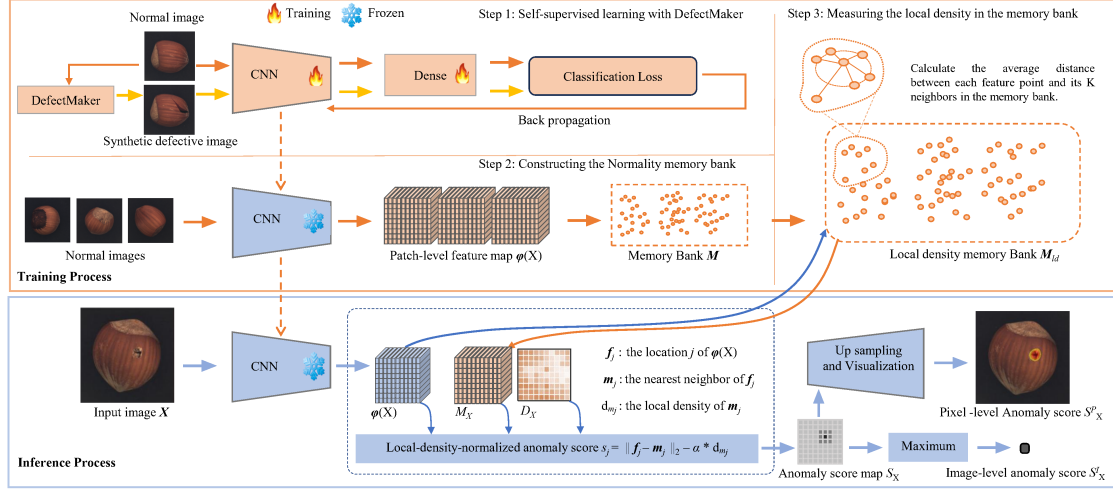 Normal image
Training
Frozen
Step 1: Self-supervised learning with DefectMaker
DefectMaker
CNN
Dense
Classification Loss
Back propagation
Synthetic defective image
Step 2: Constructing the Normality memory bank
CNN
Normal images
Patch-level feature map φ(X)
Memory Bank M
Training Process
Step 3: Measuring the local density in the memory bank
Calculate the average distance
between each feature point and its K
neighbors in the memory bank.
Local density memory Bank M_ld
CNN
Input image X
φ(X)
M_X
D_X
f_j : the location j of φ(X)
m_j : the nearest neighbor of f_j
d_mj : the local density of m_j
Local-density-normalized anomaly score s_j = || f_j – m_j ||_2 – α * d_mj
Up sampling
and Visualization
Pixel -level Anomaly score S^P_X
Anomaly score map S_X
Maximum
Image-level anomaly score S^I_X
Inference Process